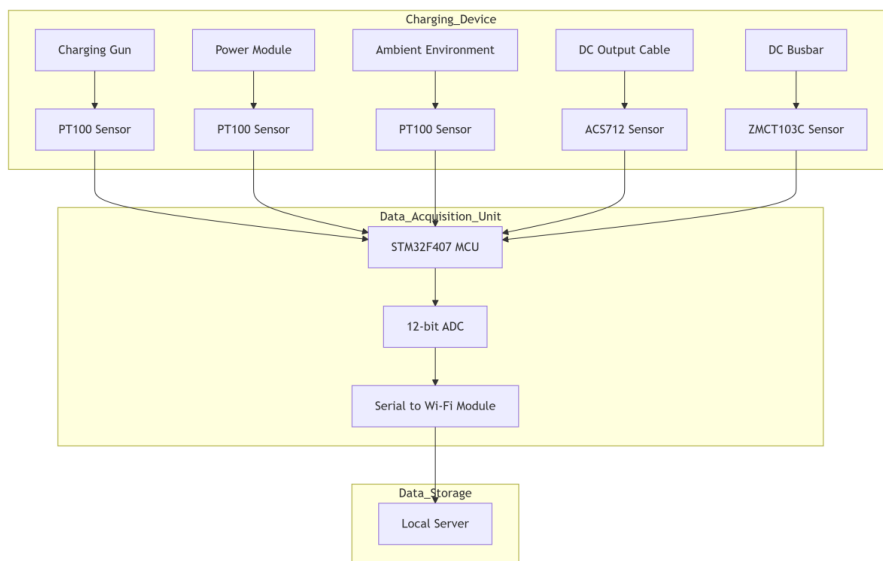 Charging_Device
Charging Gun
Power Module
Ambient Environment
DC Output Cable
DC Busbar
PT100 Sensor
PT100 Sensor
PT100 Sensor
ACS712 Sensor
ZMCT103C Sensor
Data_Acquisition_Unit
STM32F407 MCU
12-bit ADC
Serial to Wi-Fi Module
Data_Storage
Local Server